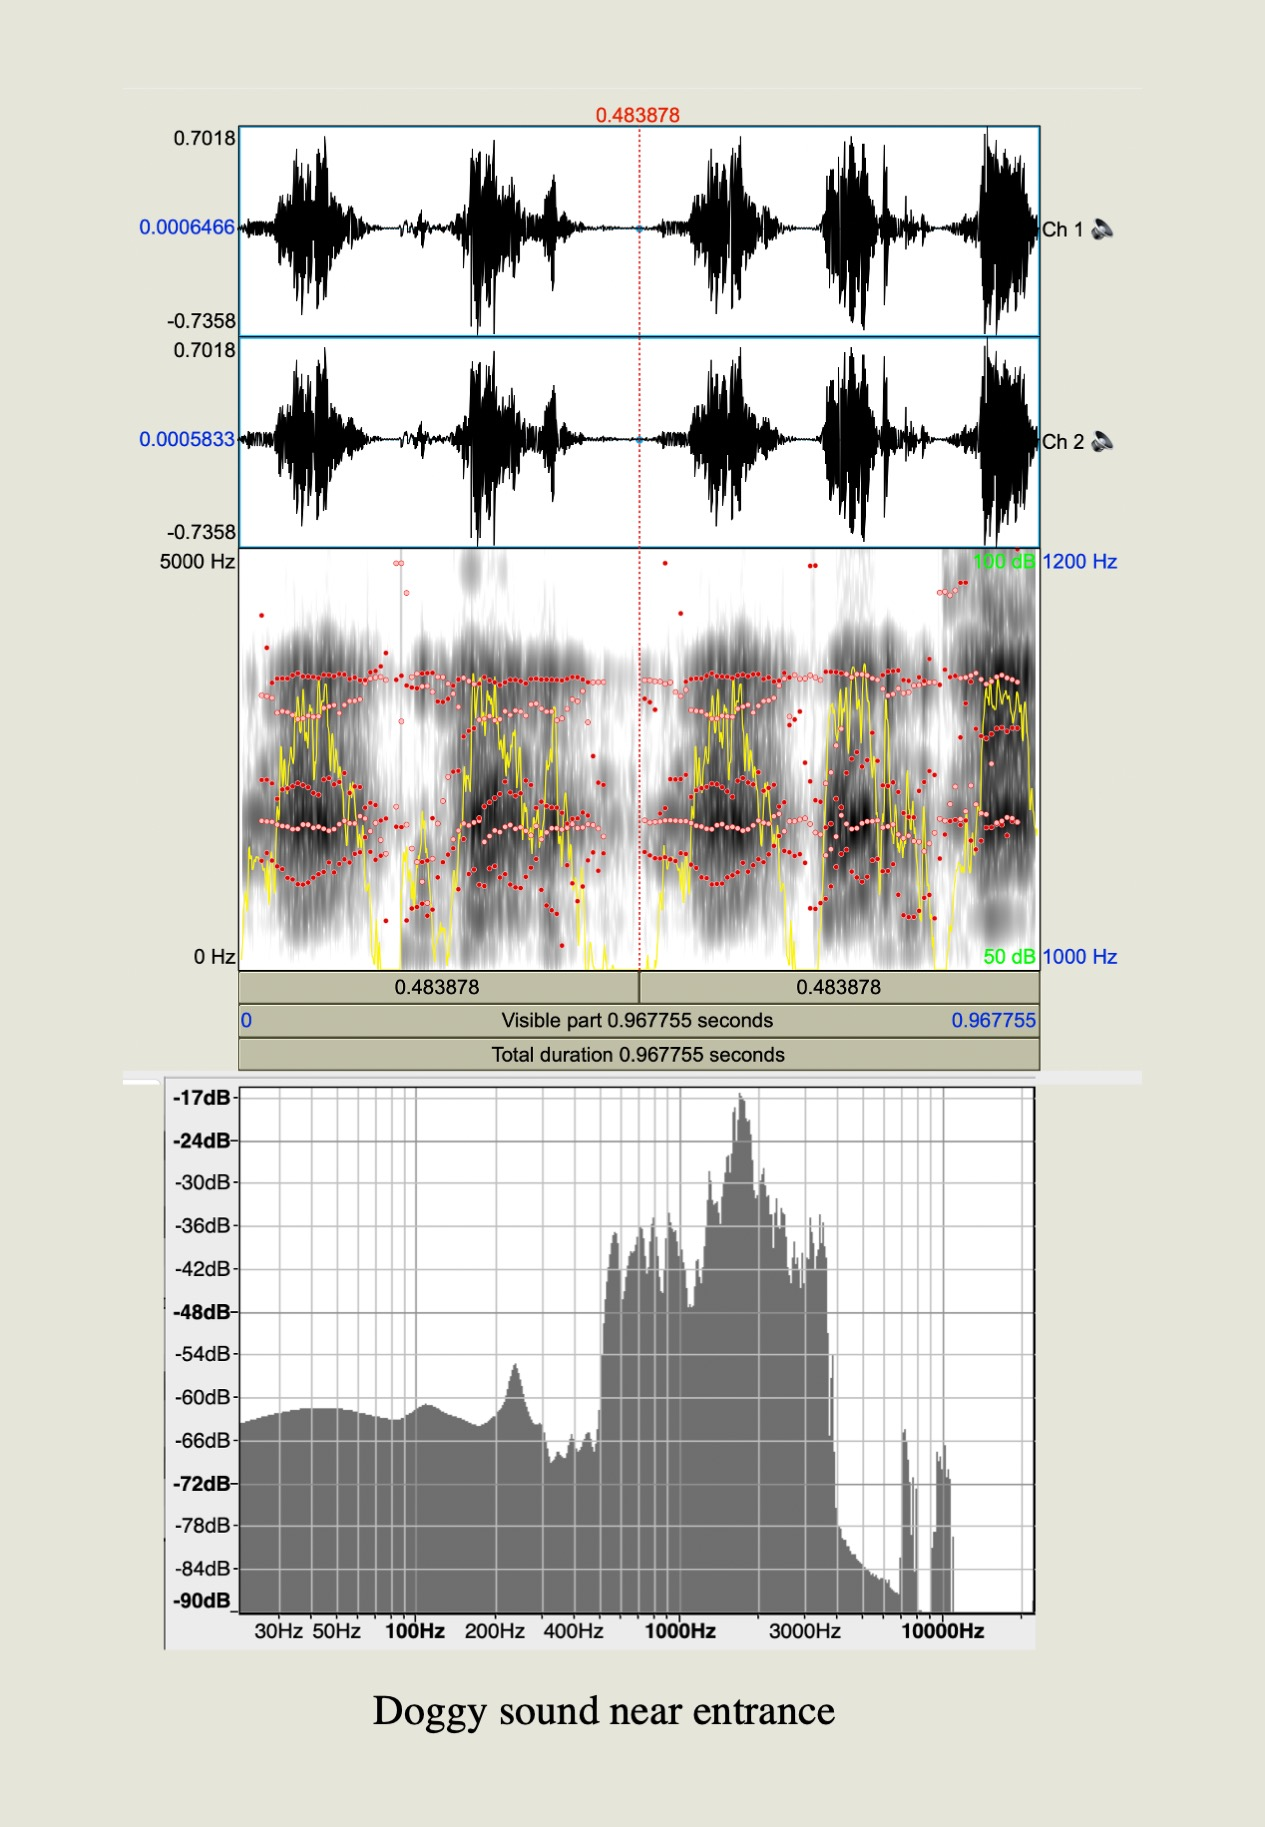 0.483878
0.7018
0.0006466
Ch 1
-0.7358
0.7018
0.0005833
Ch 2
-0.7358
5000 Hz
100 dB
1200 Hz
0 Hz
50 dB
1000 Hz
0.483878
0.483878
0
Visible part 0.967755 seconds
0.967755
Total duration 0.967755 seconds
-17dB
-24dB
-30dB
-36dB
-42dB
-48dB
-54dB
-60dB
-66dB
-72dB
-78dB
-84dB
-90dB
30Hz 50Hz 100Hz 200Hz 400Hz 1000Hz 3000Hz 10000Hz
Doggy sound near entrance